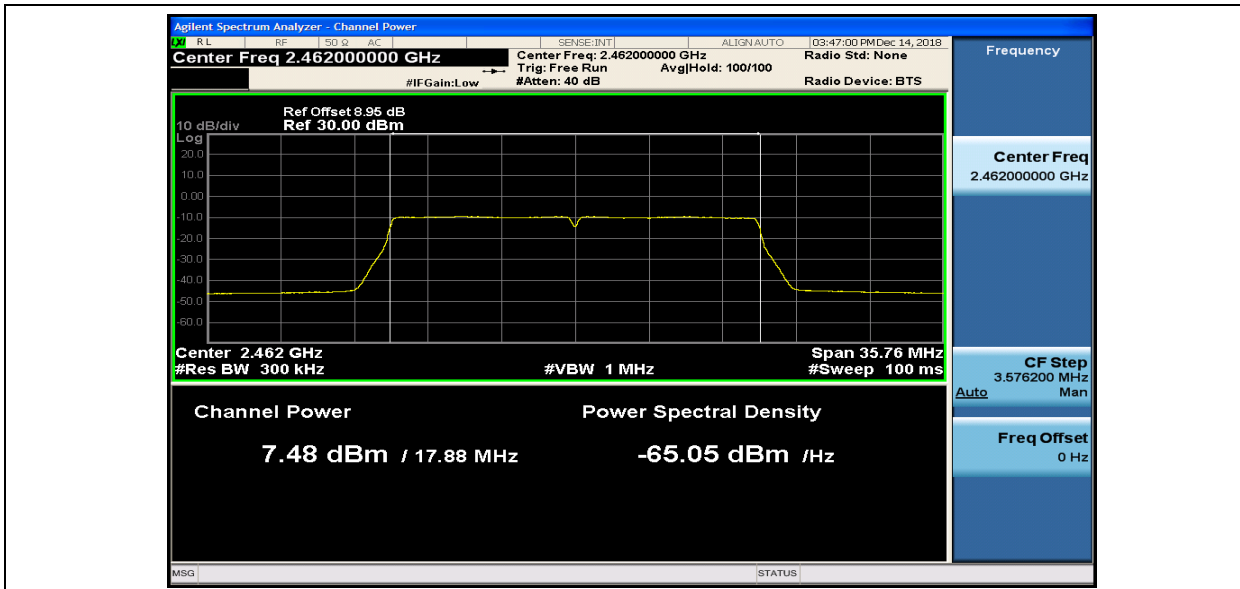 Agilent Spectrum Analyzer - Channel Power
LXI RL RF 50 Ω AC SENSE:INT ALIGN AUTO 03:47:00 PM Dec 14, 2018
Center Freq 2.462000000 GHz Center Freq: 2.462000000 GHz Radio Std: None
Trig: Free Run Avg|Hold: 100/100
#IFGain:Low #Atten: 40 dB Radio Device: BTS
Frequency
Ref Offset 8.95 dB
10 dB/div Ref 30.00 dBm
Log
20.0
10.0
0.00
-10.0
-20.0
-30.0
-40.0
-50.0
-60.0
Center 2.462 GHz Span 35.76 MHz
#Res BW 300 kHz #VBW 1 MHz #Sweep 100 ms
Channel Power Power Spectral Density
7.48 dBm / 17.88 MHz -65.05 dBm /Hz
Center Freq
2.462000000 GHz
CF Step
3.576200 MHz
Auto Man
Freq Offset
0 Hz
MSG STATUS